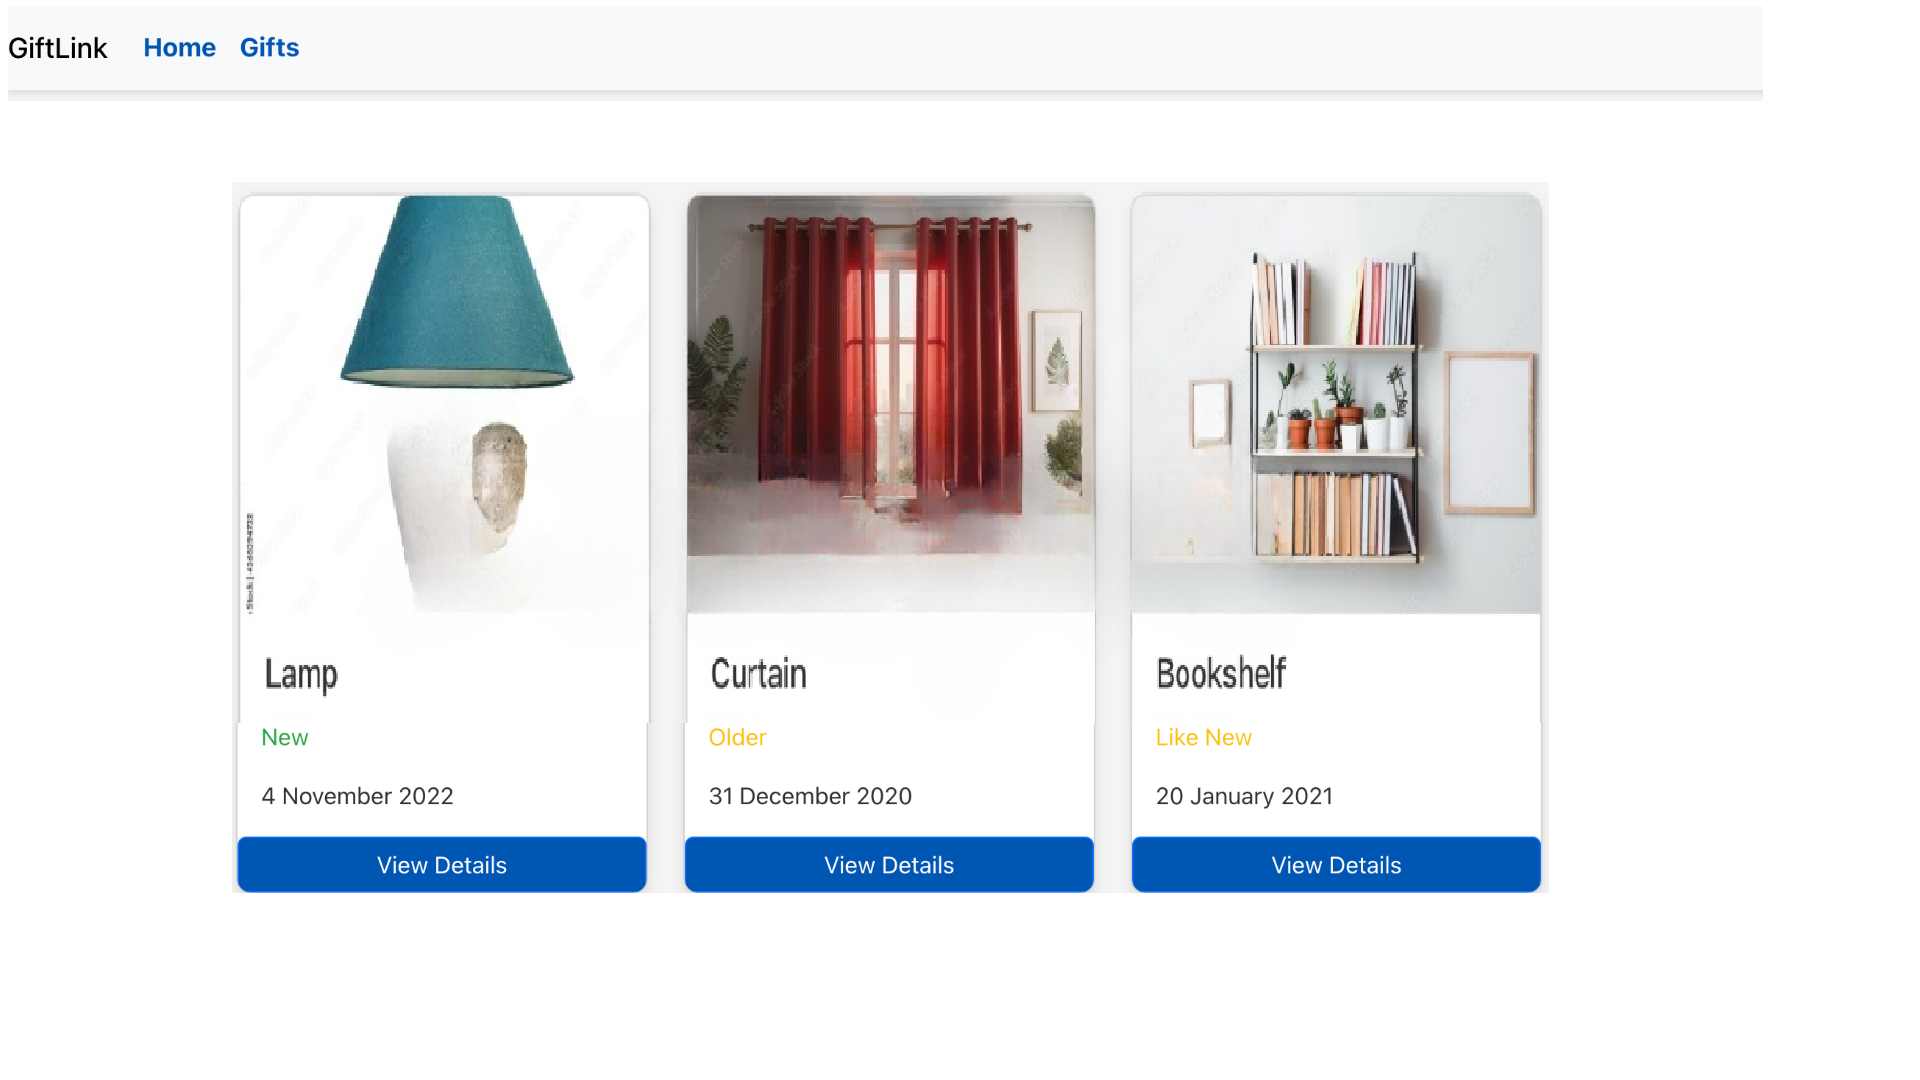 GiftLink Home Gifts
Lamp
New
4 November 2022
View Details
Curtain
Older
31 December 2020
View Details
Bookshelf
Like New
20 January 2021
View Details